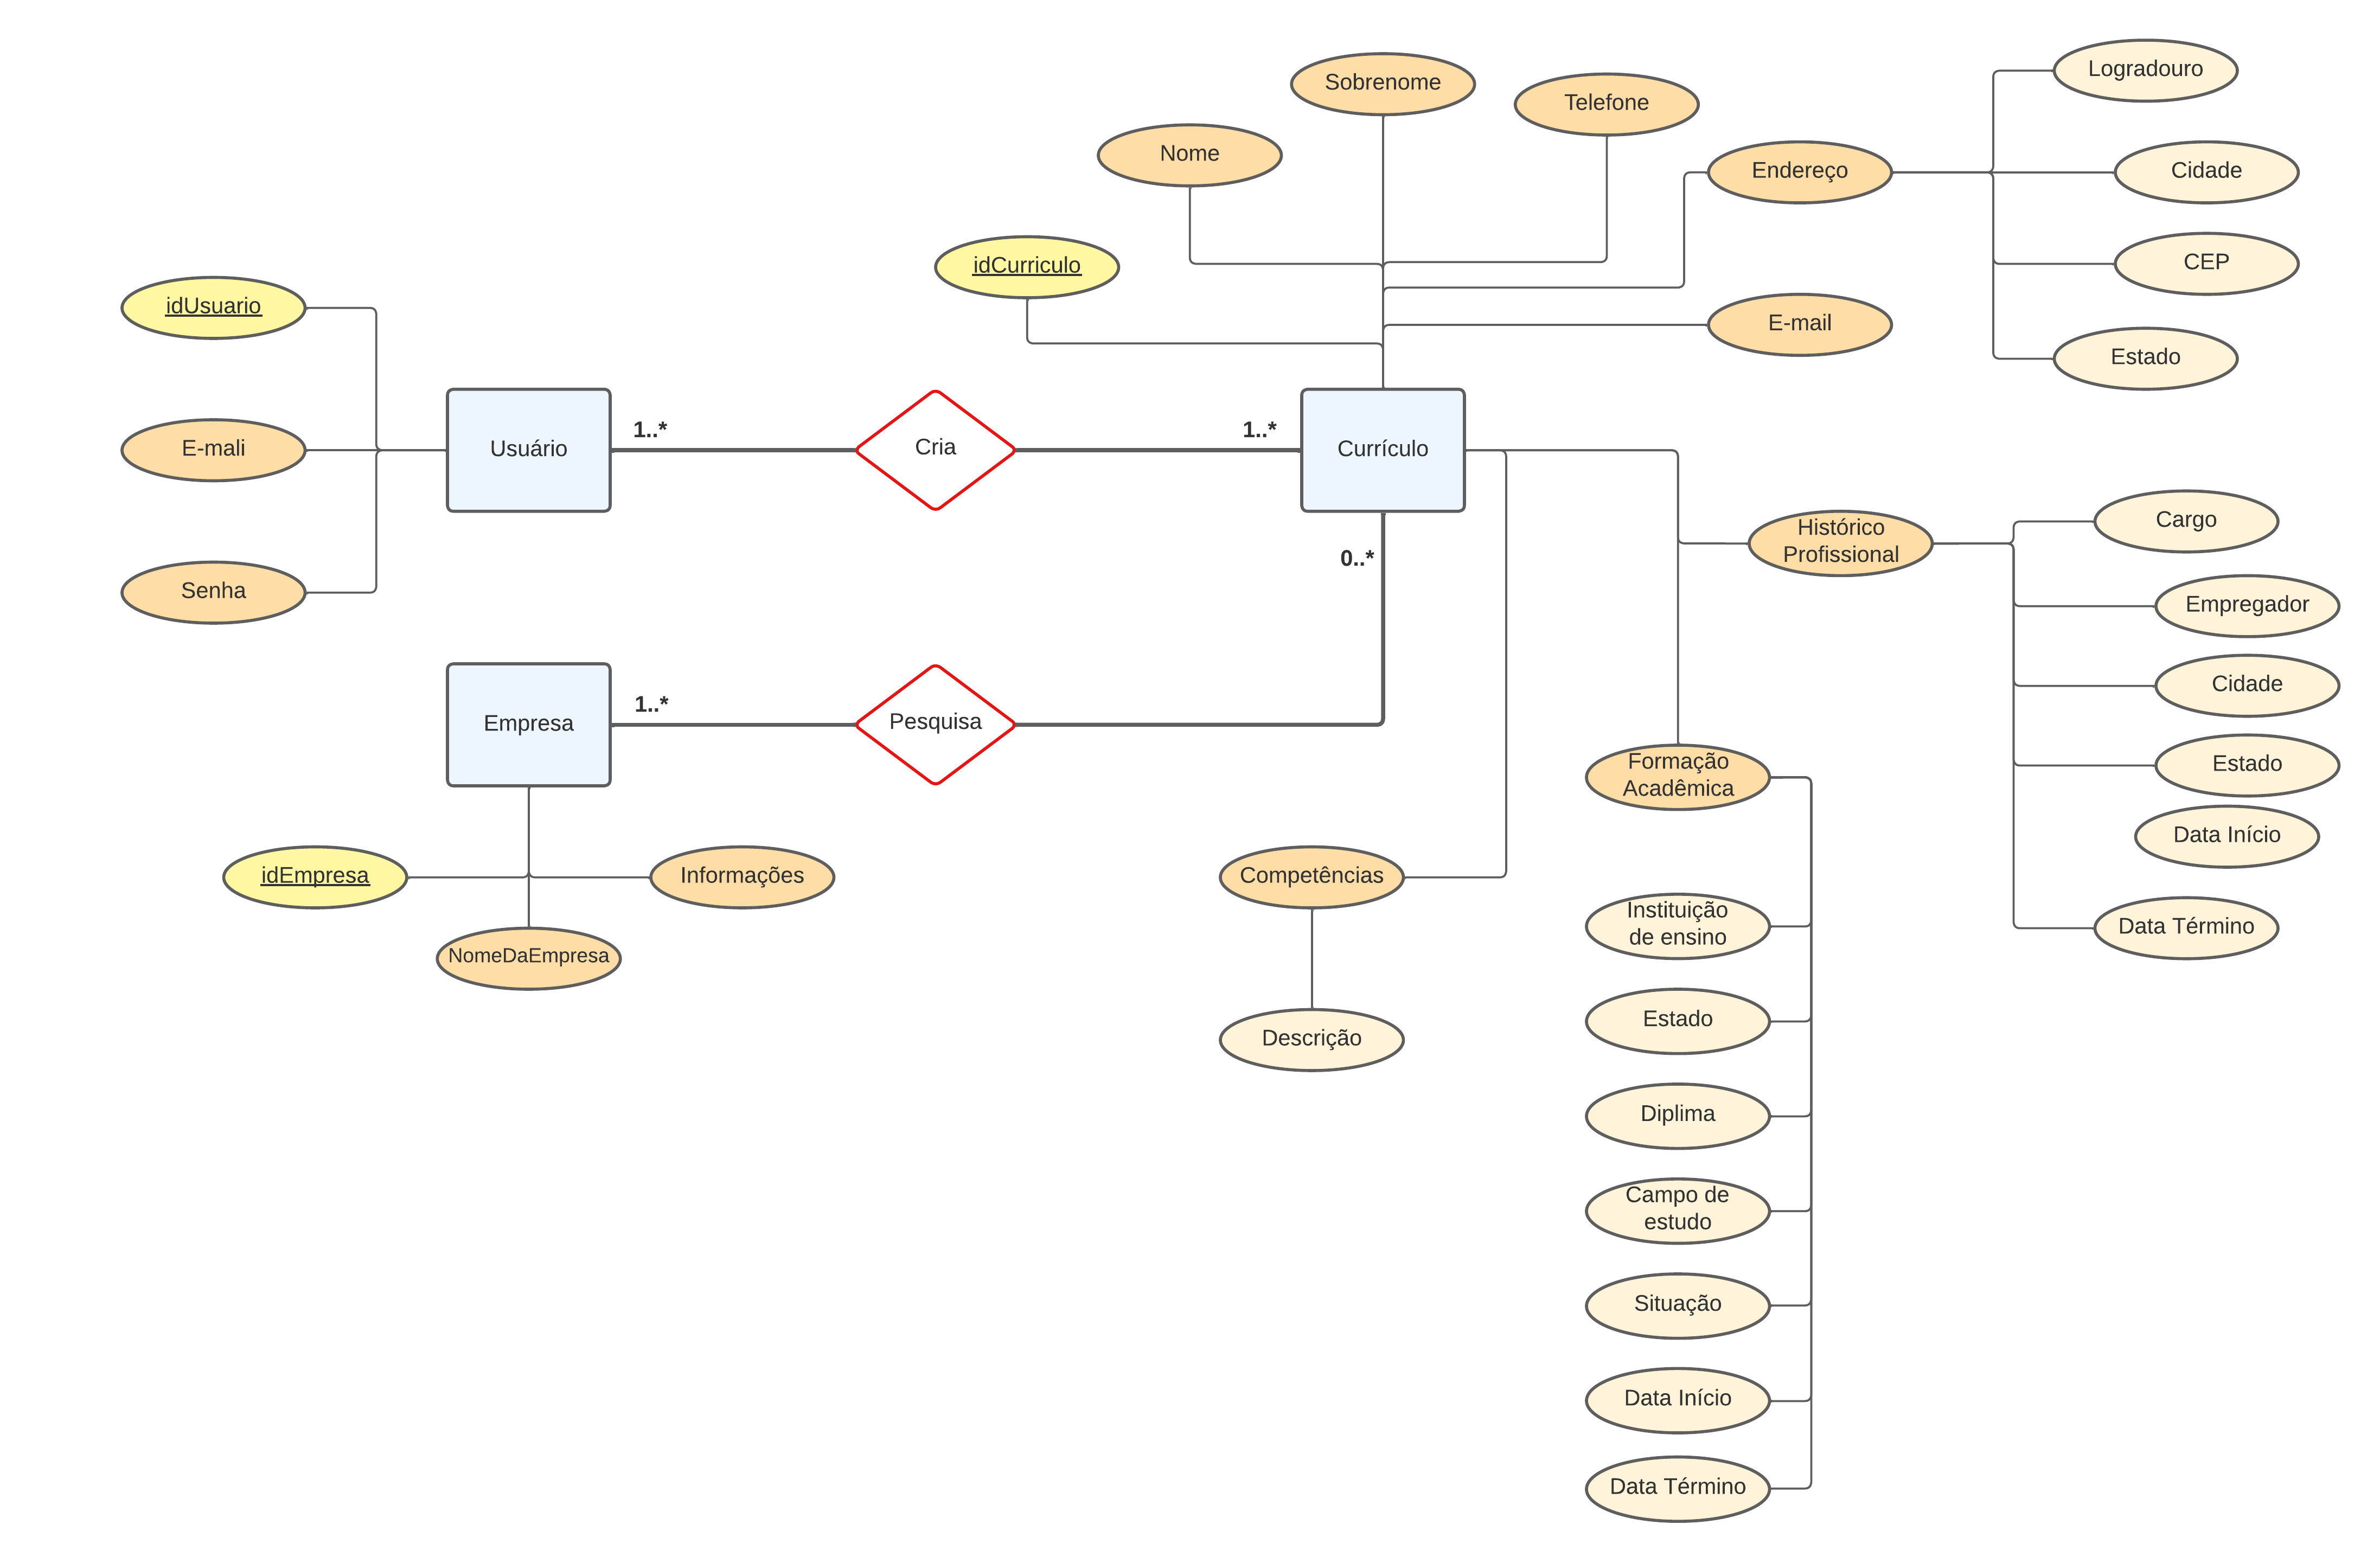 Sobrenome
Logradouro
Telefone
Nome
Endereço
Cidade
idCurriculo
CEP
idUsuario
E-mail
Estado
E-mali
Usuário
1..*
Cria
1..*
Currículo
Senha
0..*
Histórico
Profissional
Cargo
Empregador
Cidade
Empresa
1..*
Pesquisa
Formação
Acadêmica
Estado
Data Início
idEmpresa
Informações
Competências
Instituição
de ensino
Data Término
NomeDaEmpresa
Descrição
Estado
Diplima
Campo de
estudo
Situação
Data Início
Data Término